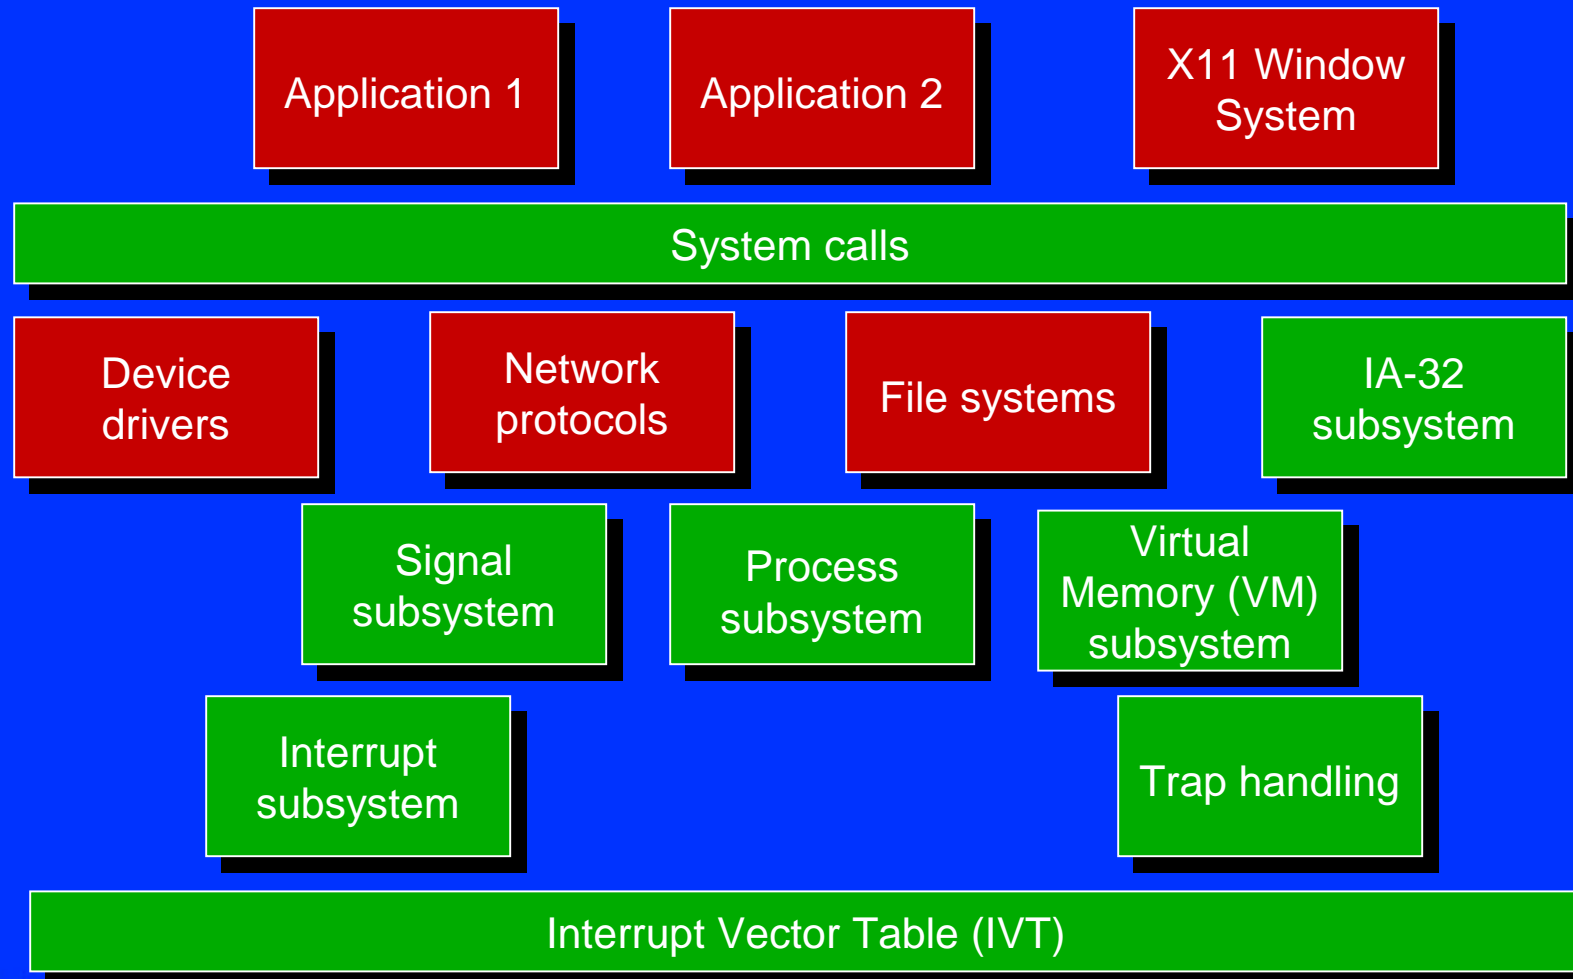 Application 1
Application 2
X11 Window
System
System calls
Device
drivers
Network
protocols
File systems
IA-32
subsystem
Signal
subsystem
Process
subsystem
Virtual
Memory (VM)
subsystem
Interrupt
subsystem
Trap handling
Interrupt Vector Table (IVT)